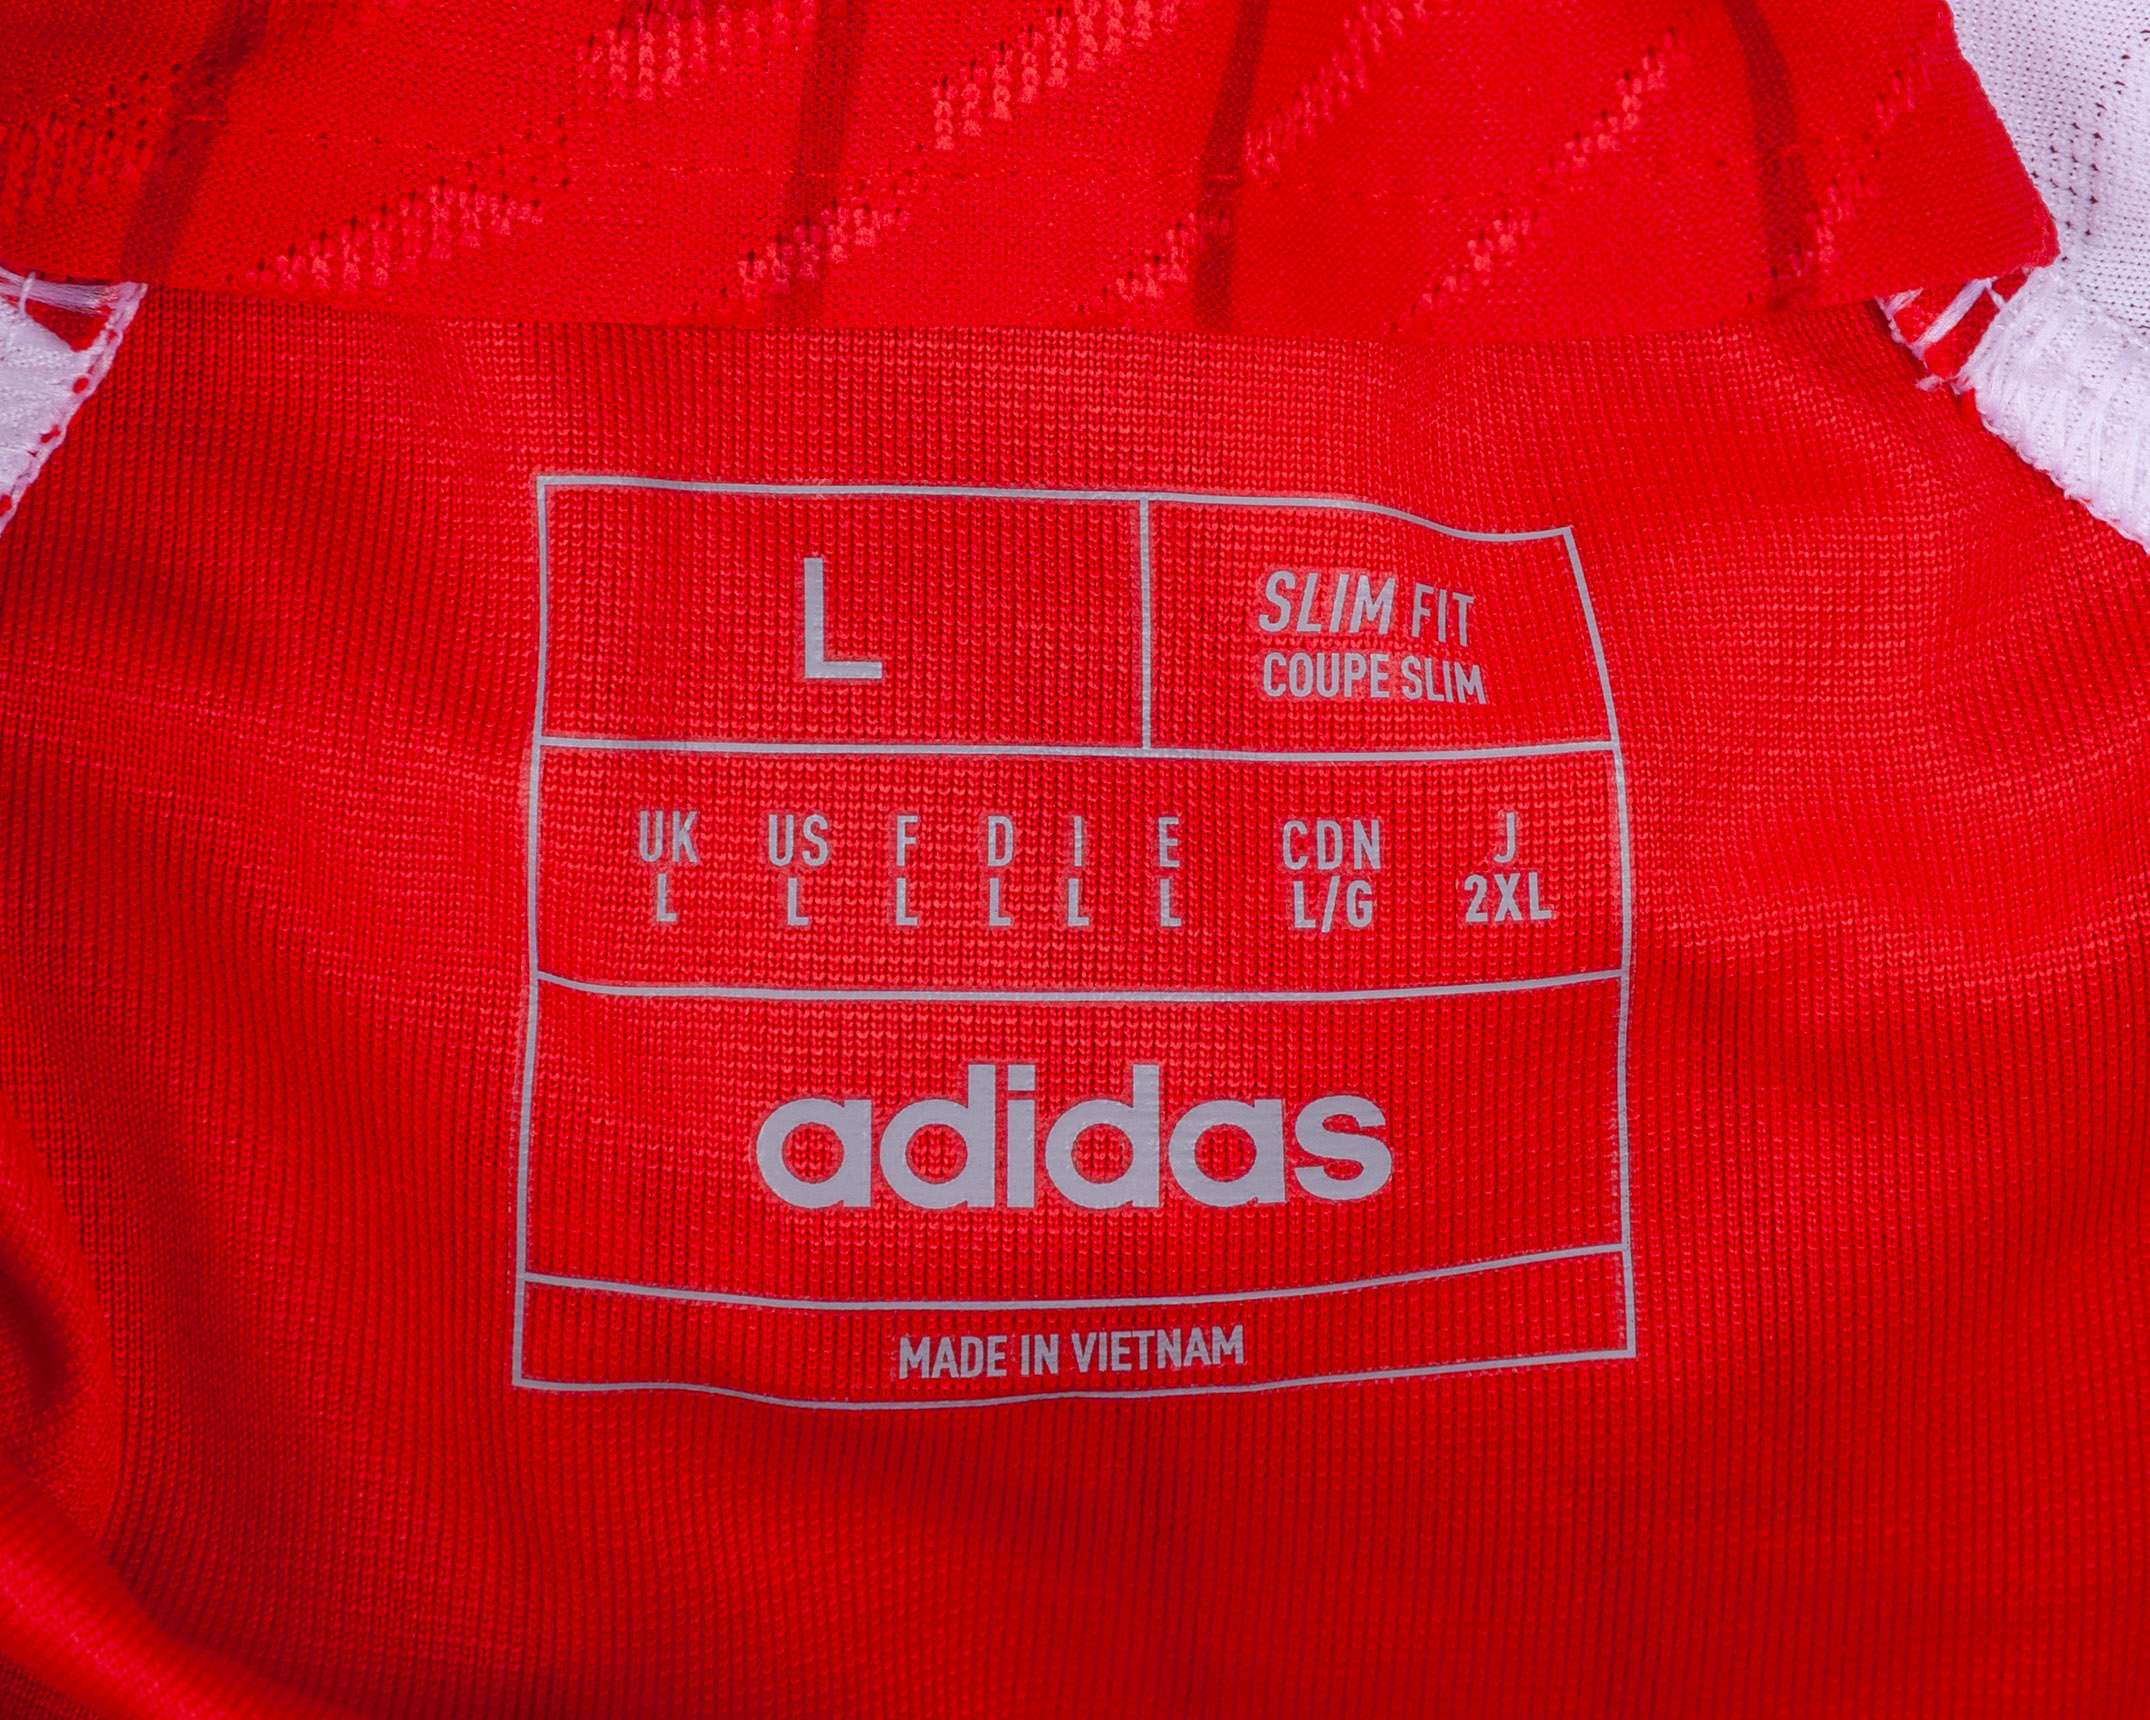 L
SLIM FIT
COUPE SLIM
UK US F D I E CDN J
L L L L L L L/G 2XL
adidas
MADE IN VIETNAM